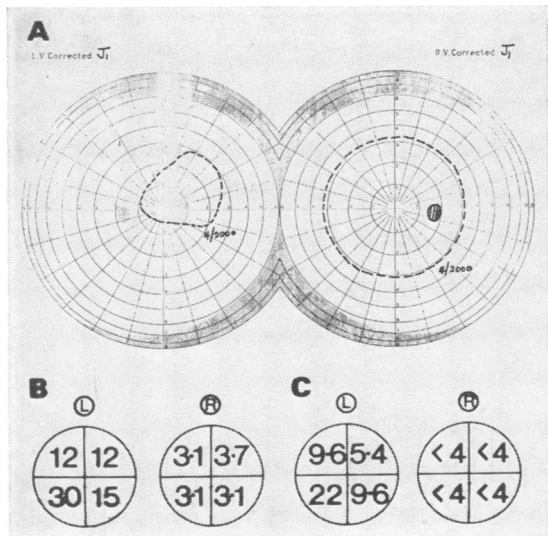 A
L.V. Corrected J1
R.V. Corrected J1
4/2000
4/2000
B
C
L
R
L
R
12 12
3·1 3·7
9·6 5·4
<4 <4
30 15
3·1 3·1
22 9·6
<4 <4